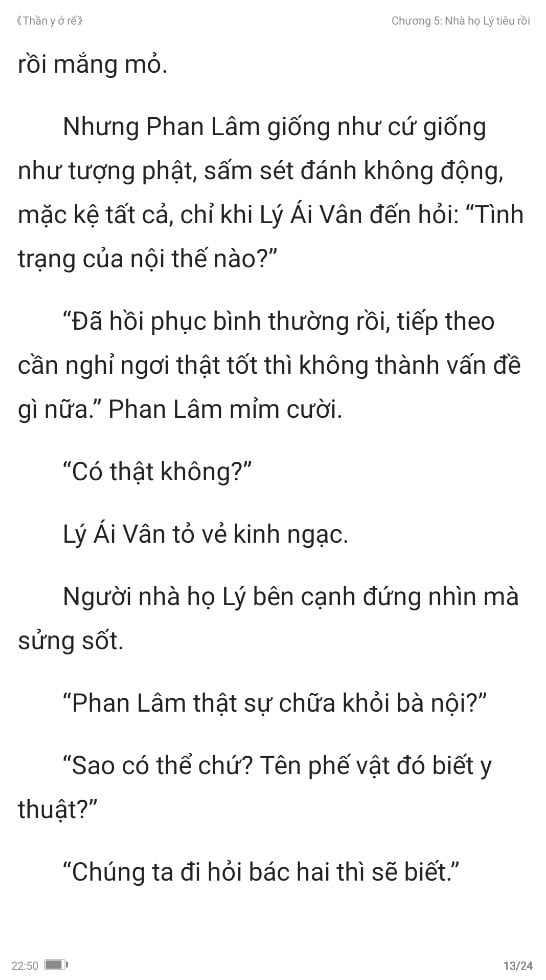 《Thần y ở rể》
Chương 5: Nhà họ Lý tiêu rồi
rồi mắng mỏ.
Nhưng Phan Lâm giống như cứ giống
như tượng phật, sấm sét đánh không động,
mặc kệ tất cả, chỉ khi Lý Ái Vân đến hỏi: “Tình
trạng của nội thế nào?”
“Đã hồi phục bình thường rồi, tiếp theo
cần nghỉ ngơi thật tốt thì không thành vấn đề
gì nữa.” Phan Lâm mỉm cười.
“Có thật không?”
Lý Ái Vân tỏ vẻ kinh ngạc.
Người nhà họ Lý bên cạnh đứng nhìn mà
sửng sốt.
“Phan Lâm thật sự chữa khỏi bà nội?”
“Sao có thể chứ? Tên phế vật đó biết y
thuật?”
“Chúng ta đi hỏi bác hai thì sẽ biết.”
22:50
13/24